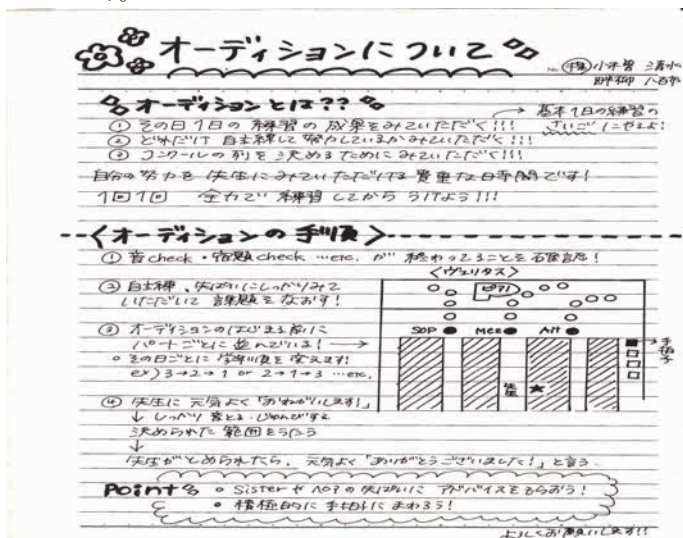 オーディションについて
オーディションとは??
① その日1日の 練習の 成果をみていただく!!!
→ 基本1日の練習の
さいごにやるよ!
② どれだけ 自主練して 努力しているかみていただく!!!
③ コンクールの列を 決めるために みていただく!!!
自分の努力を 先生にみていただける 貴重な時間です!
1回1回 全力で 練習してから うけよう!!!
<オーディションの手順>
① 音check・宿題check …etc. が 終わってることを確認!
<ヴェリタス>
② 自主練、先ぱいにしっかりみて
いただいて 課題を なおす!
ピアノ
③ オーディションのはじまる前に
パートごとに並んでいる! →
SOP Mez Alt
手拍子
。その日ごとに 学年順を変えます!
ex) 3→2→1 or 2→1→3 …etc.
先生 ★
④ 先生に 元気よく「おねがいします!」
↓ しっかり 音とる・じゅんびする
決められた 範囲をうたう
↓
先生がとめられたら、元気よく「ありがとうございました!」と言う
Point 。Sisterや の先ぱいに アドバイスをもらおう!
。積極的に 手拍子に まわろう!
よろしくお願いします!!